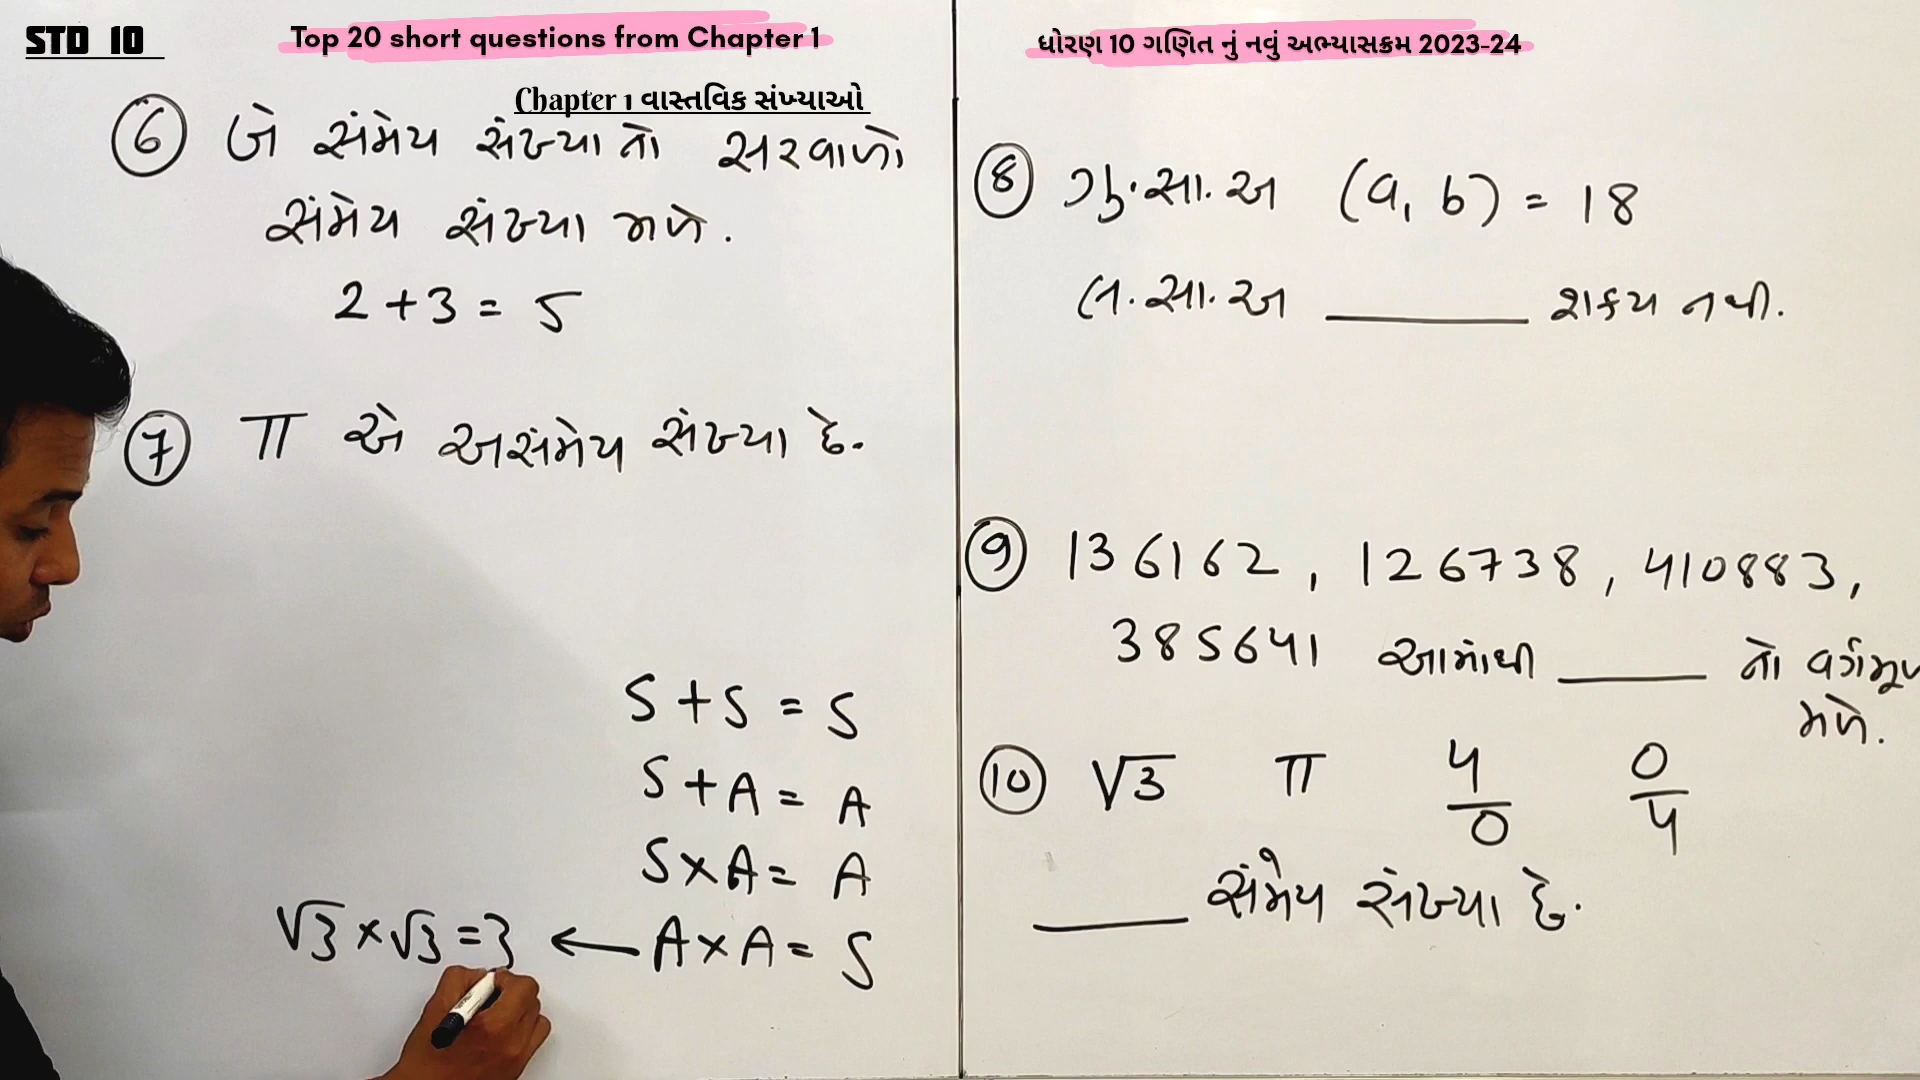 STD 10
Top 20 short questions from Chapter 1
ધોરણ 10 ગણિત નું નવું અભ્યાસક્રમ 2023-24
Chapter 1 વાસ્તવિક સંખ્યાઓ
6 બે સંમેય સંખ્યાનો સરવાળો
સંમેય સંખ્યા મળે.
2 + 3 = 5
7 π એ અસંમેય સંખ્યા છે.
S + S = S
S + A = A
S × A = A
√3 × √3 = 3 ← A × A = S
8 ગુ.સા.અ (a, b) = 18
લ.સા.અ ______ શક્ય નથી.
9 136162, 126738, 410883,
385641 આમાંથી ______ નો વર્ગમૂળ
મળે.
10 √3 π 4/0 0/4
______ સંમેય સંખ્યા છે.